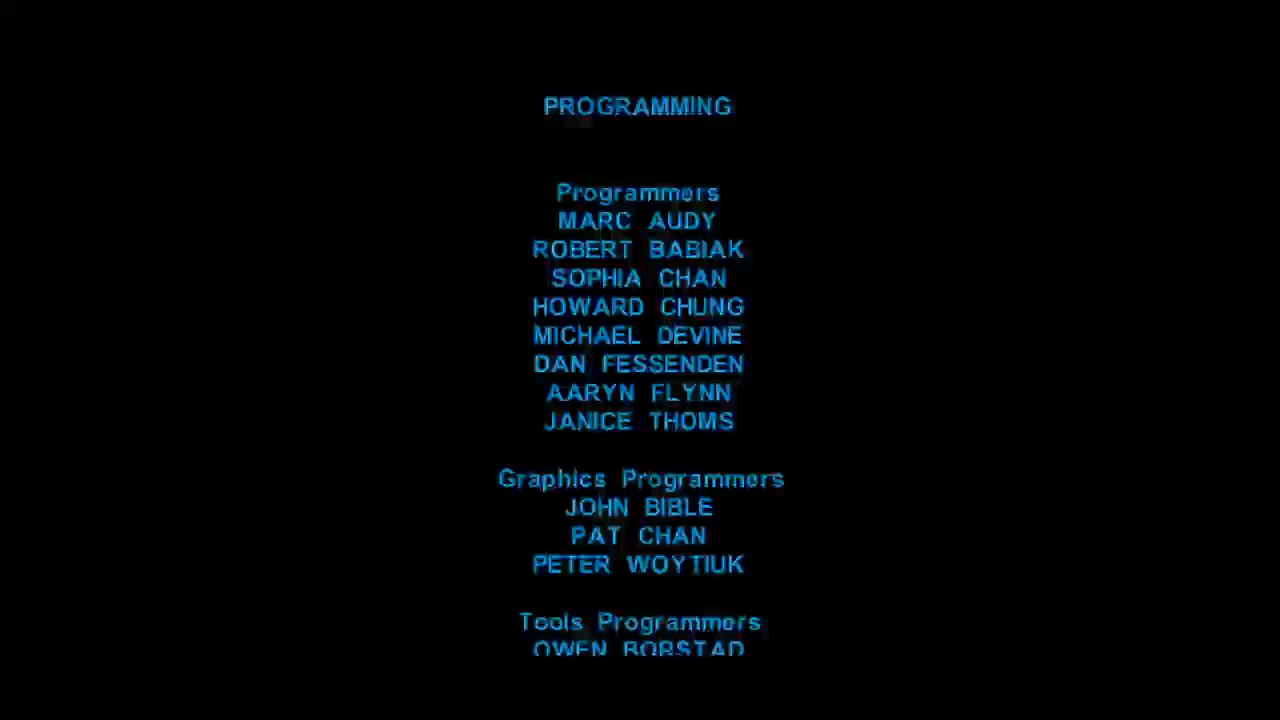 PROGRAMMING
Programmers
MARC AUDY
ROBERT BABIAK
SOPHIA CHAN
HOWARD CHUNG
MICHAEL DEVINE
DAN FESSENDEN
AARYN FLYNN
JANICE THOMS
Graphics Programmers
JOHN BIBLE
PAT CHAN
PETER WOYTIUK
Tools Programmers
OWEN BORSTAD